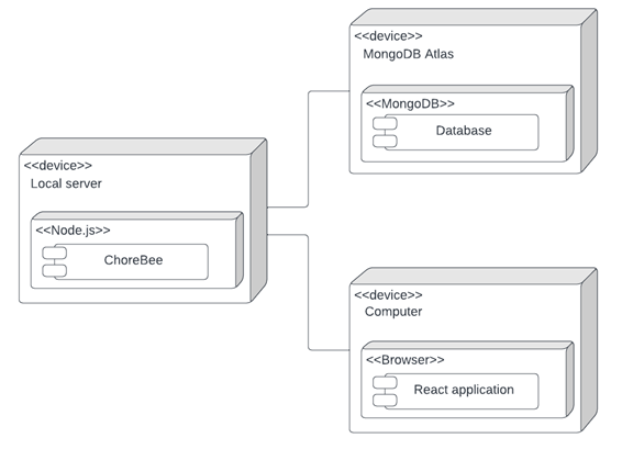 <<device>>
MongoDB Atlas
<<MongoDB>>
Database
<<device>>
Local server
<<Node.js>>
ChoreBee
<<device>>
Computer
<<Browser>>
React application